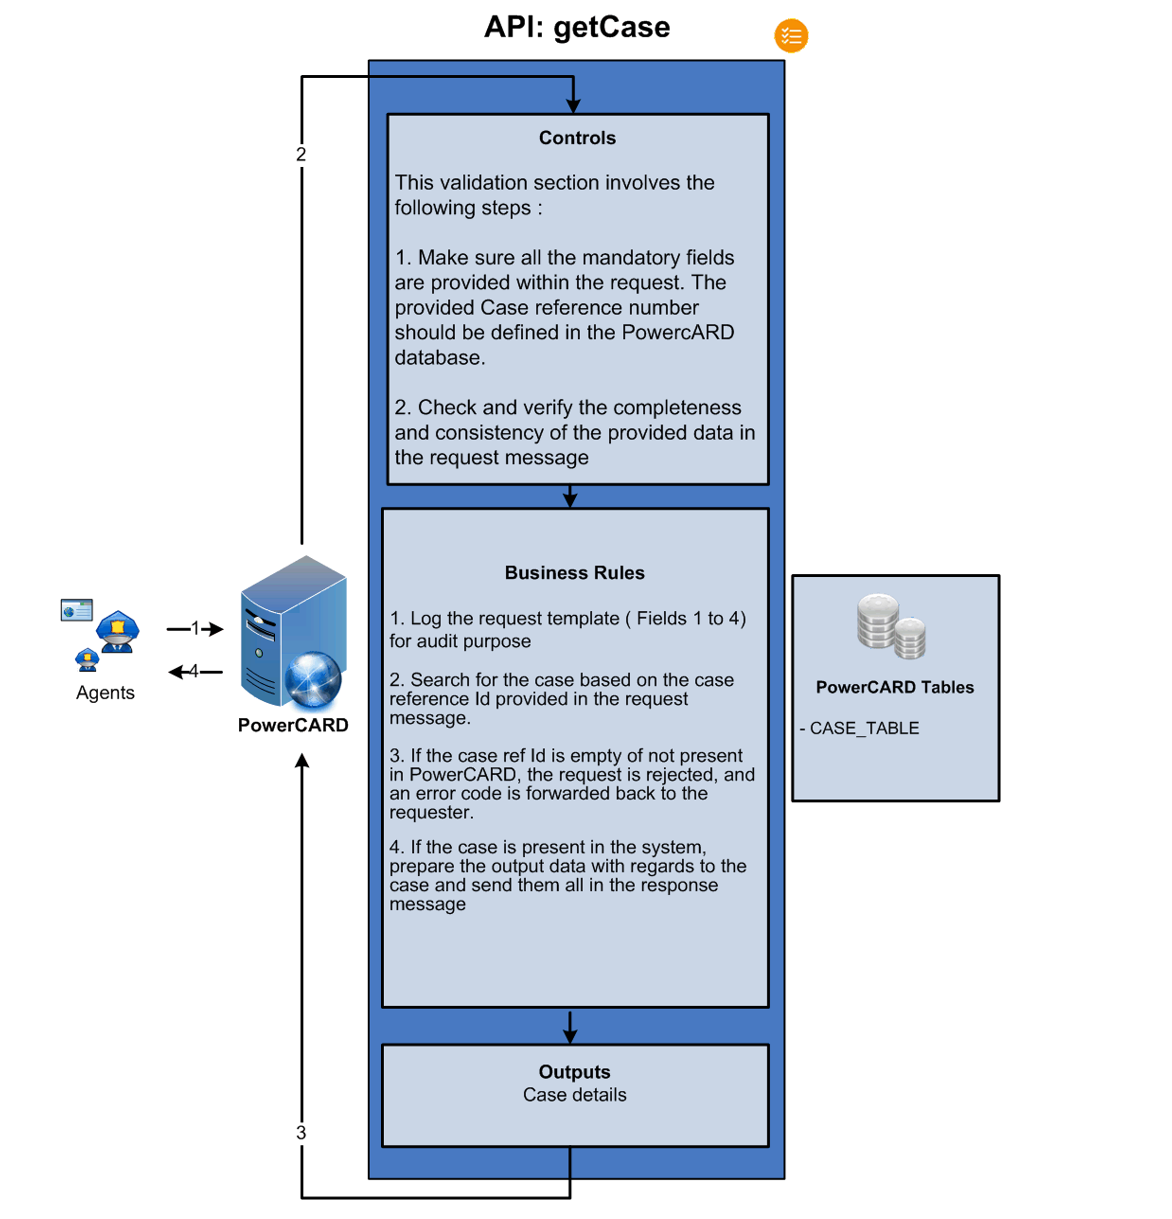 API: getCase
2
Controls
This validation section involves the
following steps :
1. Make sure all the mandatory fields
are provided within the request. The
provided Case reference number
should be defined in the PowercARD
database.
2. Check and verify the completeness
and consistency of the provided data in
the request message
Business Rules
1. Log the request template ( Fields 1 to 4)
for audit purpose
2. Search for the case based on the case
reference Id provided in the request
message.
3. If the case ref Id is empty of not present
in PowerCARD, the request is rejected, and
an error code is forwarded back to the
requester.
4. If the case is present in the system,
prepare the output data with regards to the
case and send them all in the response
message
1
4
Agents
PowerCARD
PowerCARD Tables
- CASE_TABLE
Outputs
Case details
3